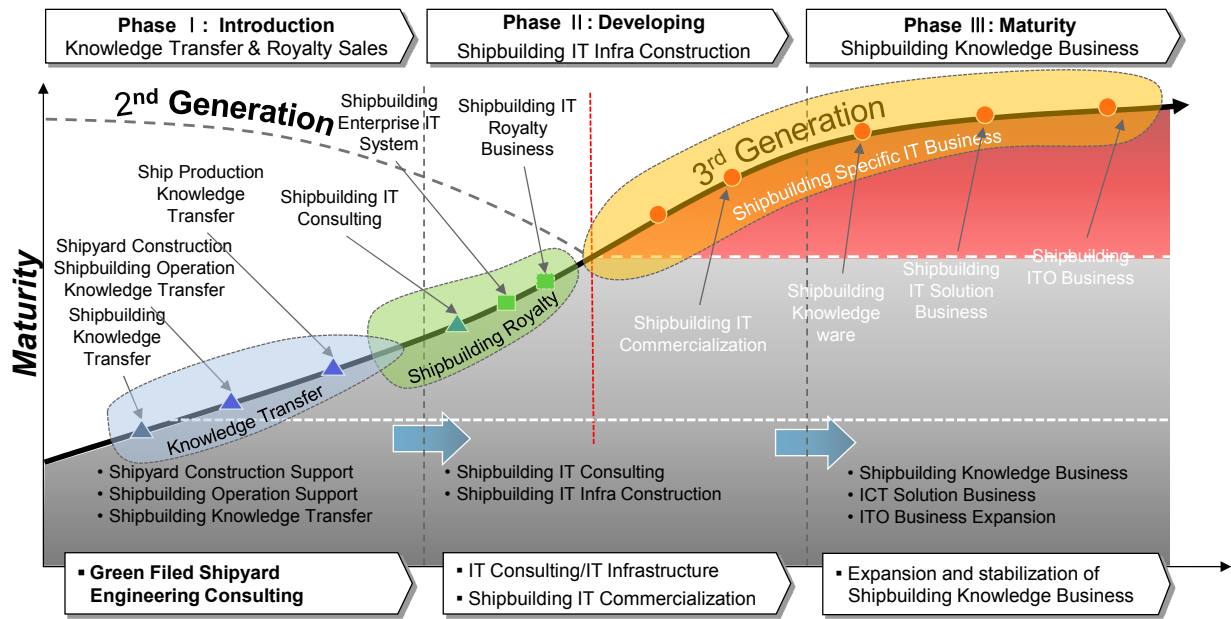 Phase Ⅰ: Introduction
Knowledge Transfer & Royalty Sales
Phase Ⅱ: Developing
Shipbuilding IT Infra Construction
Phase Ⅲ: Maturity
Shipbuilding Knowledge Business
Maturity
2nd Generation
3rd Generation
Shipbuilding
Enterprise IT
System
Shipbuilding IT
Royalty
Business
Ship Production
Knowledge
Transfer
Shipbuilding IT
Consulting
Shipyard Construction
Shipbuilding Operation
Knowledge Transfer
Shipbuilding
Knowledge
Transfer
Shipbuilding Specific IT Business
Shipbuilding
ITO Business
Shipbuilding
IT Solution
Business
Shipbuilding
Knowledge
ware
Shipbuilding IT
Commercialization
Shipbuilding Royalty
Knowledge Transfer
• Shipyard Construction Support
• Shipbuilding Operation Support
• Shipbuilding Knowledge Transfer
• Shipbuilding IT Consulting
• Shipbuilding IT Infra Construction
• Shipbuilding Knowledge Business
• ICT Solution Business
• ITO Business Expansion
▪ Green Filed Shipyard
Engineering Consulting
▪ IT Consulting/IT Infrastructure
▪ Shipbuilding IT Commercialization
▪ Expansion and stabilization of
Shipbuilding Knowledge Business